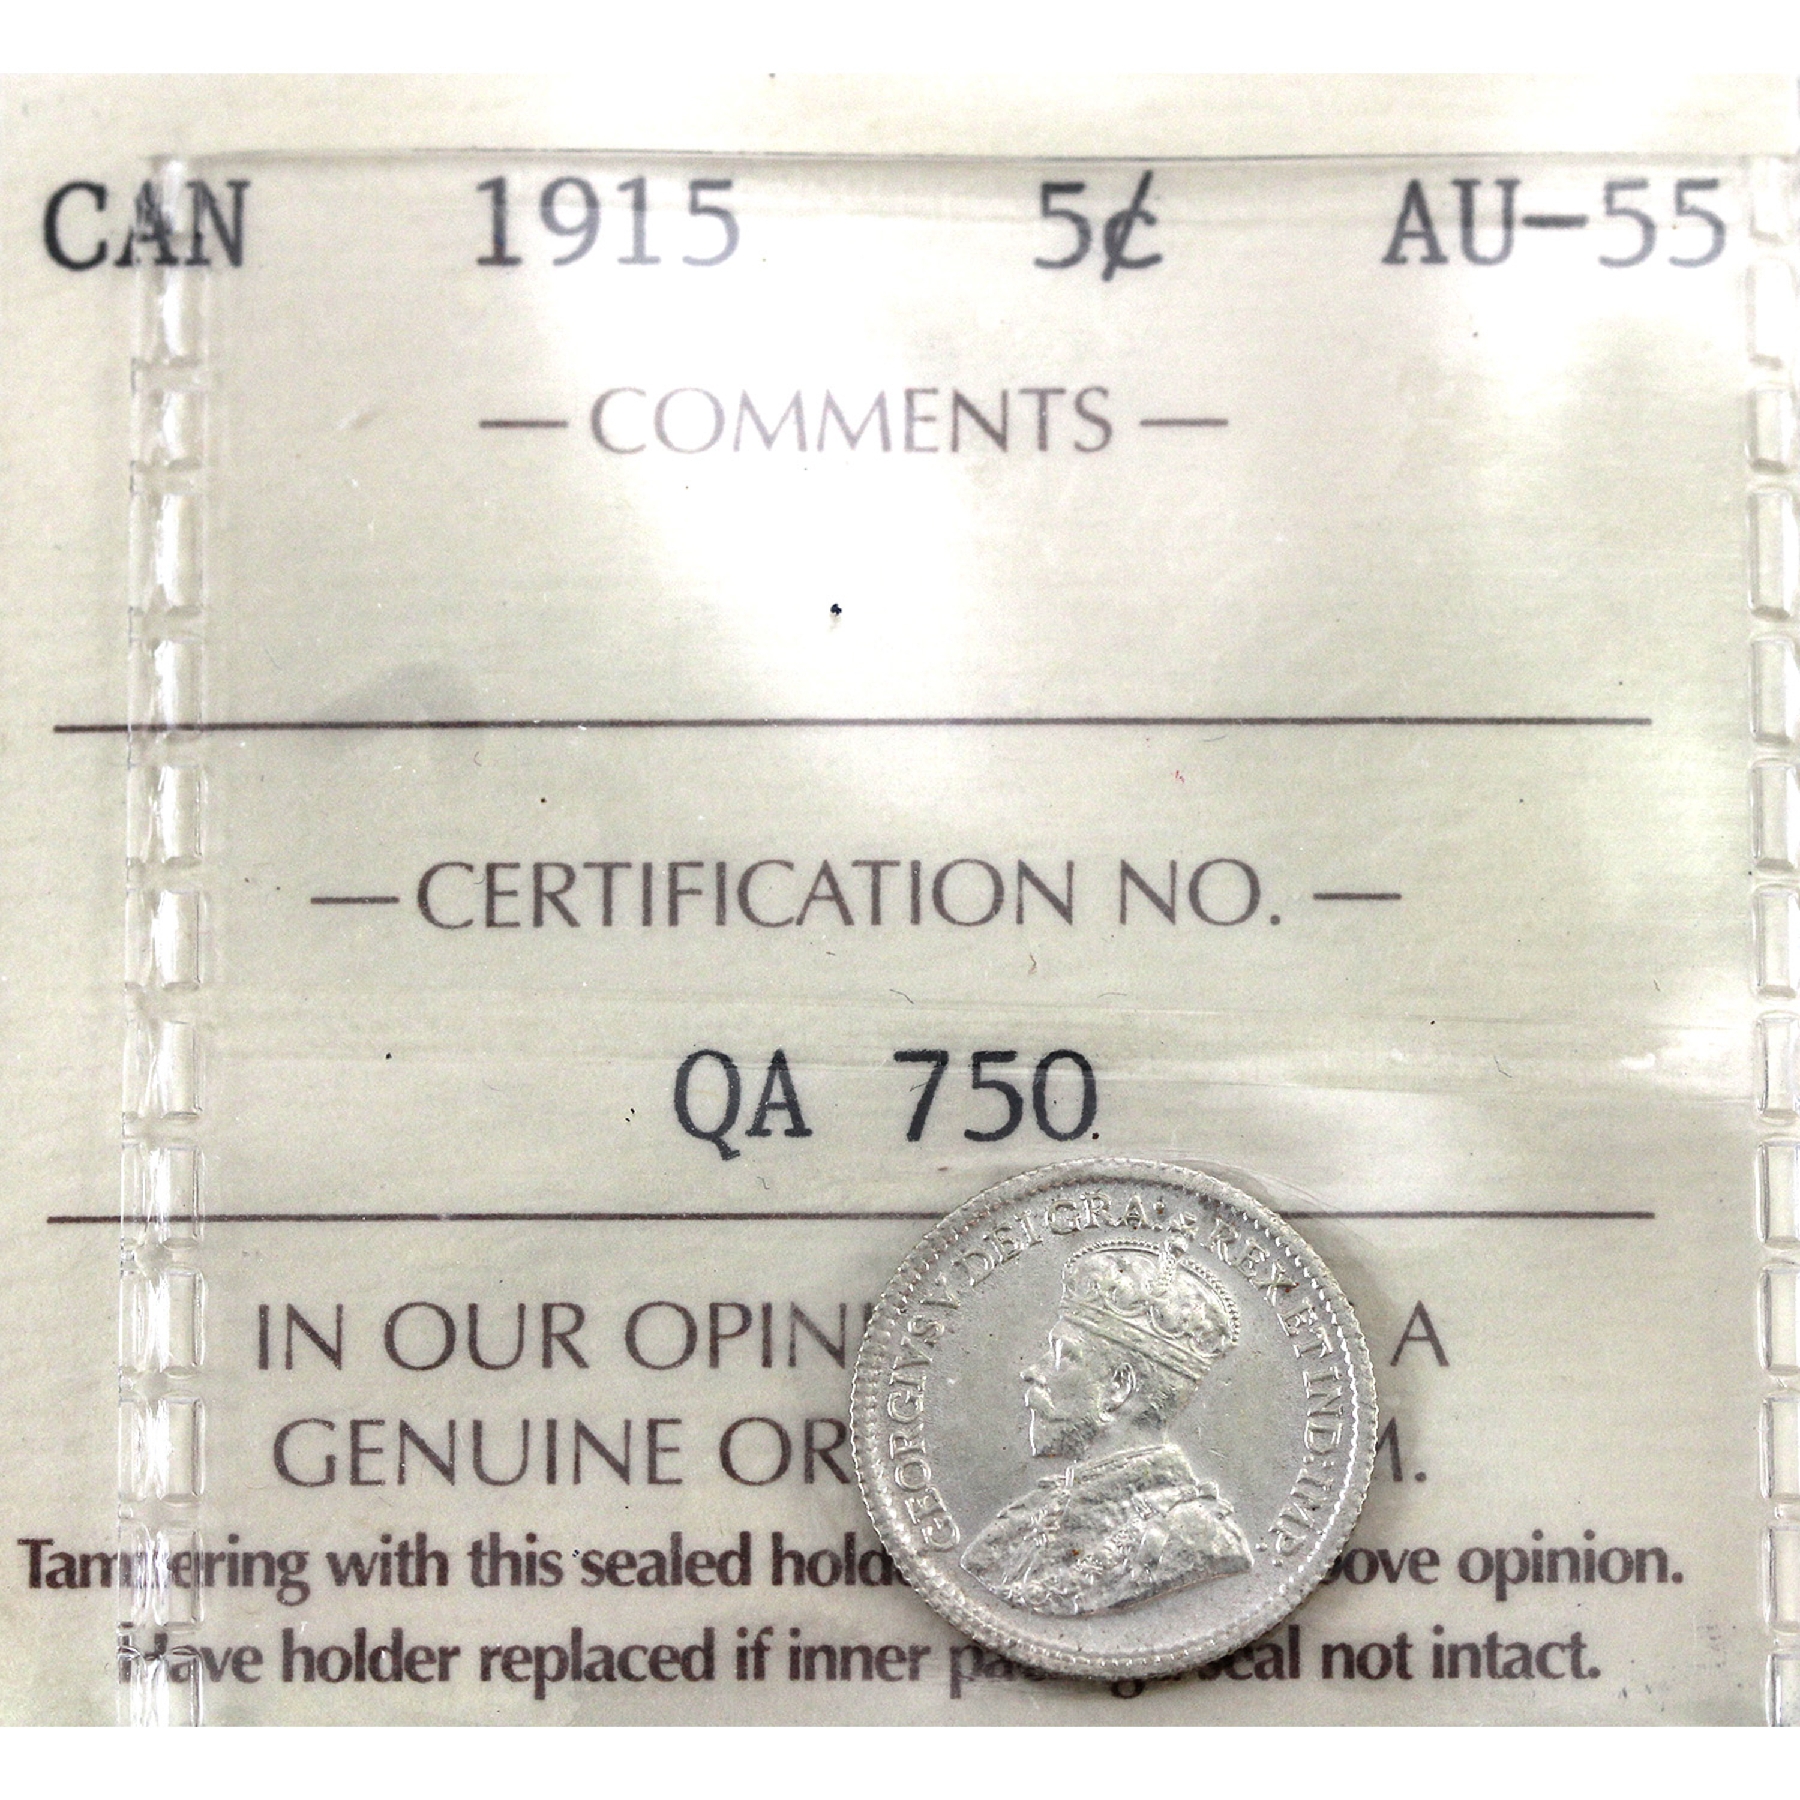 CAN 1915 5¢ AU-55
— COMMENTS —
— CERTIFICATION NO. —
QA 750
GEORGIVS V DEI GRA: REX ET IND: IMP.
IN OUR OPIN A
GENUINE OR M.
Tampering with this sealed hold ove opinion.
Have holder replaced if inner pa g seal not intact.